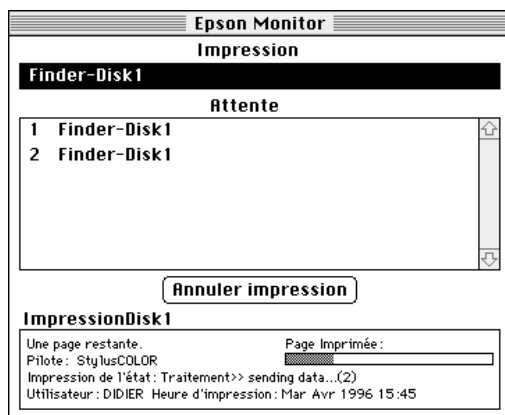 Epson Monitor
Impression
Finder-Disk1
Attente
1 Finder-Disk1
2 Finder-Disk1
Annuler impression
ImpressionDisk1
Une page restante. Page Imprimée:
Pilote: StylusCOLOR
Impression de l'état: Traitement>> sending data...(2)
Utilisateur: DIDIER Heure d'impression: Mar Avr 1996 15:45